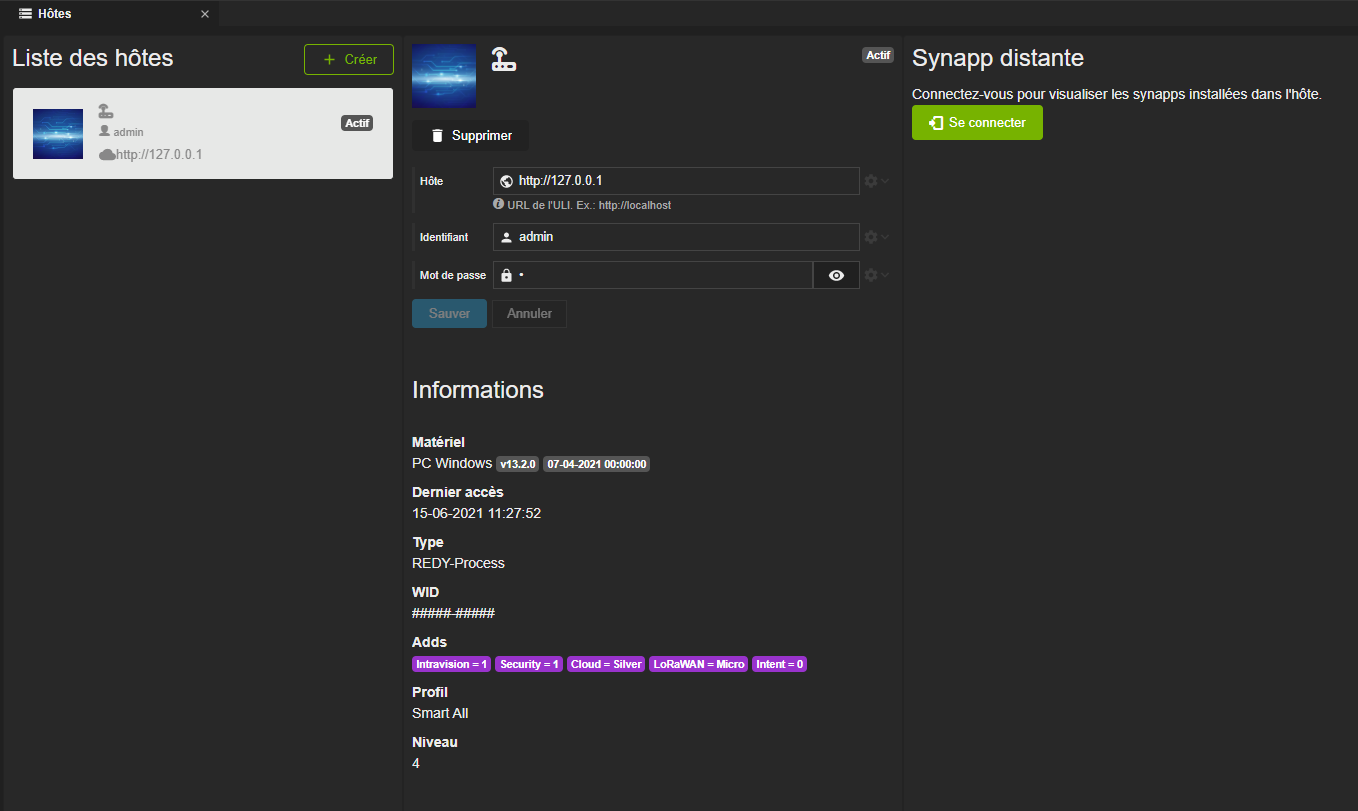 Hôtes
Liste des hôtes
Créer
admin
http://127.0.0.1
Actif
Actif
Supprimer
Hôte
http://127.0.0.1
URL de l'ULI. Ex.: http://localhost
Identifiant
admin
Mot de passe
•
Sauver
Annuler
Informations
Matériel
PC Windows v13.2.0 07-04-2021 00:00:00
Dernier accès
15-06-2021 11:27:52
Type
REDY-Process
WID
#####-#####
Adds
Intravision = 1 Security = 1 Cloud = Silver LoRaWAN = Micro Intent = 0
Profil
Smart All
Niveau
4
Synapp distante
Connectez-vous pour visualiser les synapps installées dans l'hôte.
Se connecter